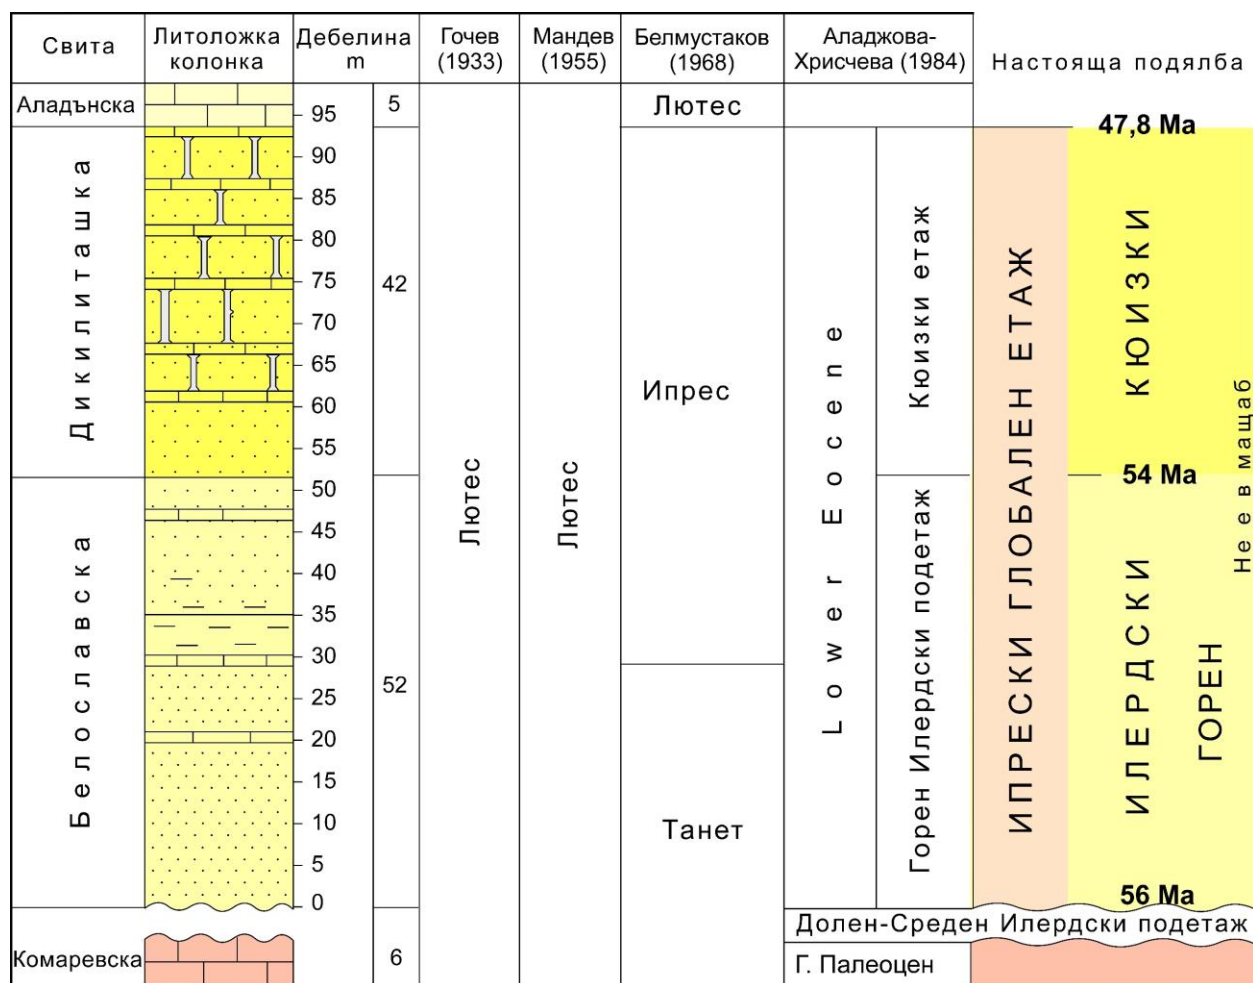 Свита
Литоложка
колонка
Дебелина
m
Гочев
(1933)
Мандев
(1955)
Белмустаков
(1968)
Аладжова-
Хрисчева (1984)
Настояща подялба
Аладънска
Дикилиташка
Белославска
Комаревска
95
90
85
80
75
70
65
60
55
50
45
40
35
30
25
20
15
10
5
0
5
42
52
6
Лютес
Лютес
Лютес
Ипрес
Танет
Lower Eocene
Кюизки етаж
Горен Илердски подетаж
Долен-Среден Илердски подетаж
Г. Палеоцен
ИПРЕСКИ ГЛОБАЛЕН ЕТАЖ
47,8 Ma
КЮИЗКИ
54 Ma
ИЛЕРДСКИ
ГОРЕН
56 Ma
Не е в мащаб